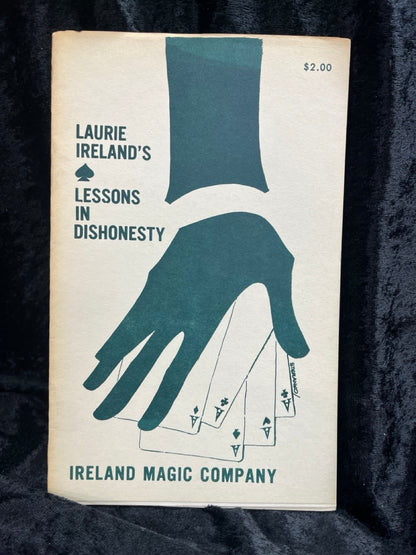 $2.00
LAURIE
IRELAND'S
LESSONS
IN
DISHONESTY
A
A
A
A
A
IRELAND MAGIC COMPANY